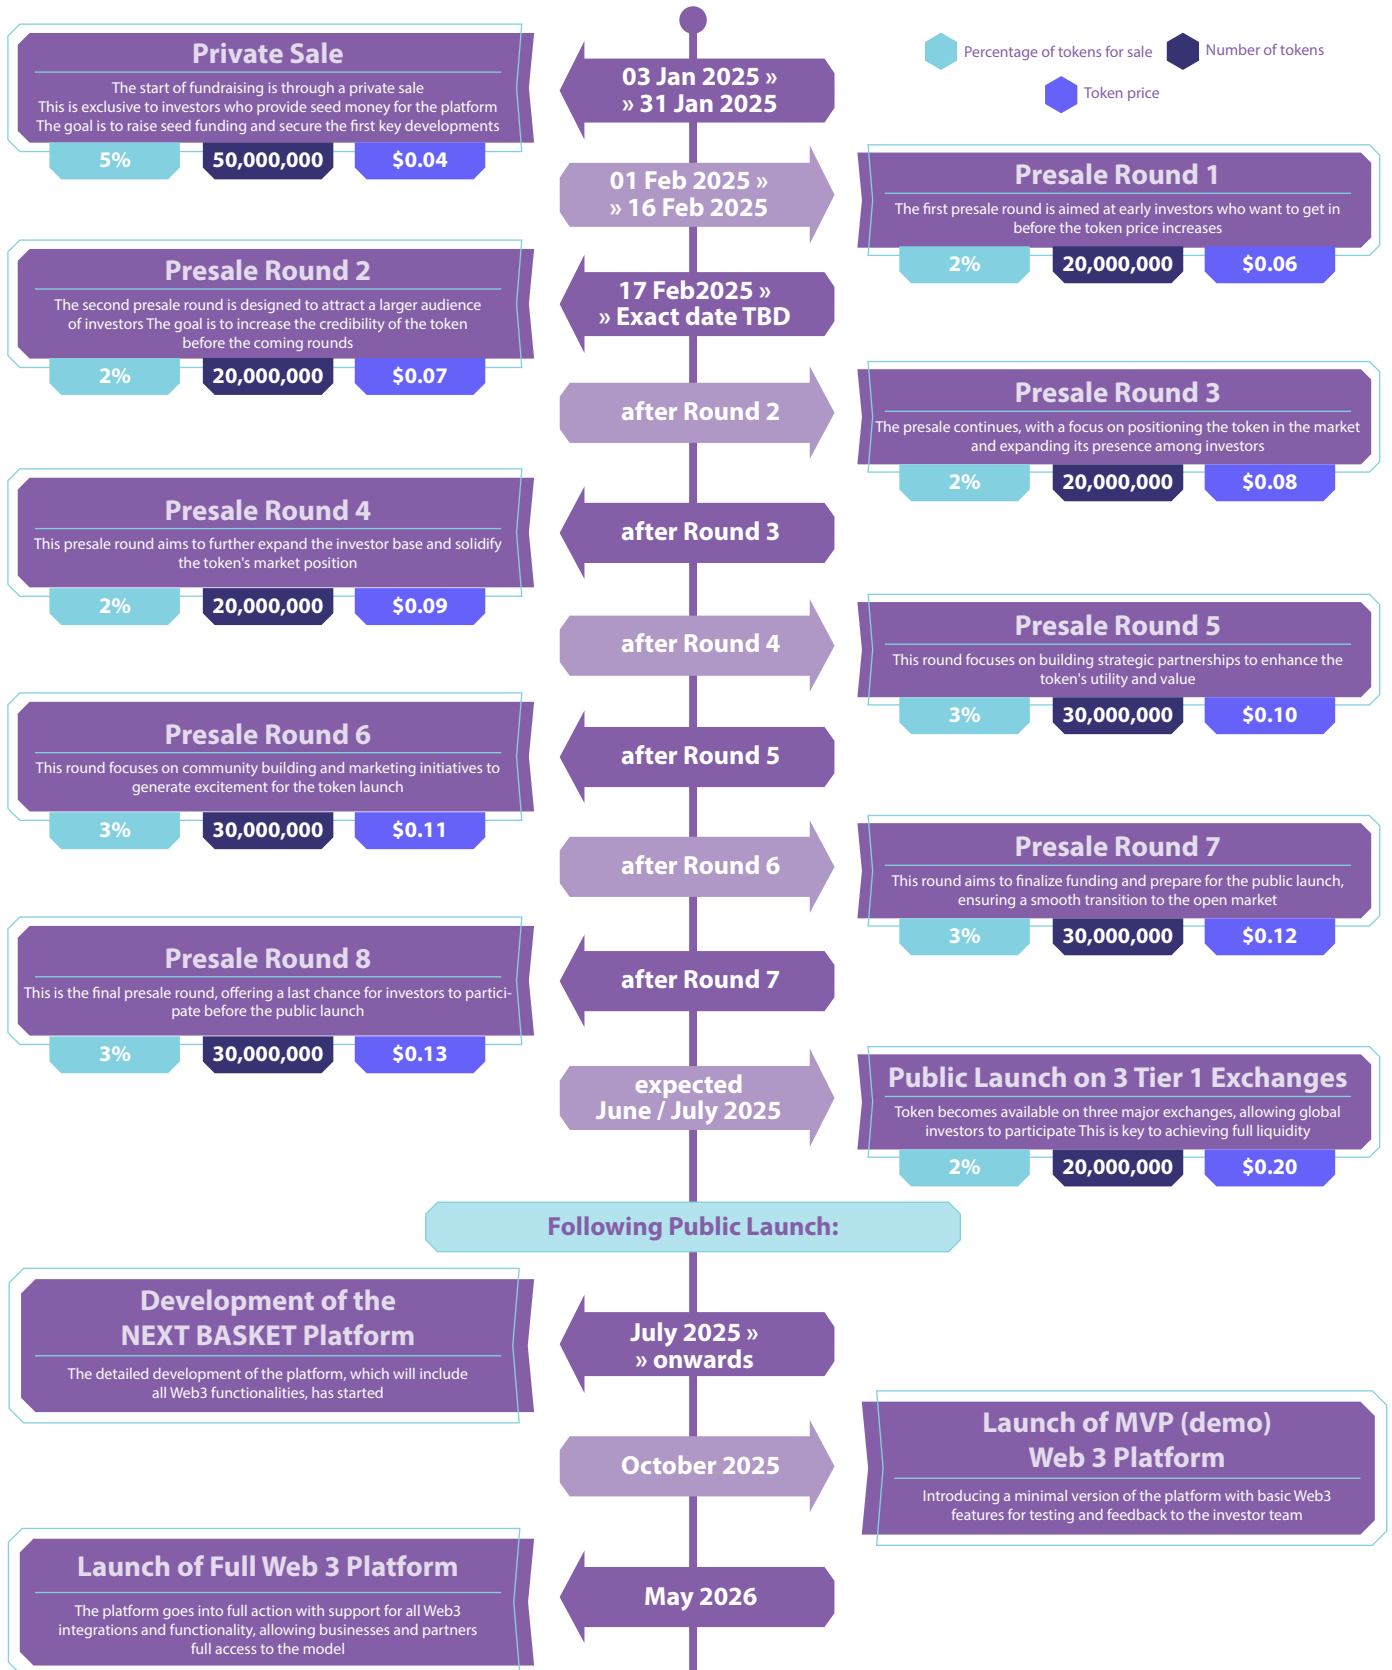 Percentage of tokens for sale
Number of tokens
Token price
Private Sale
The start of fundraising is through a private sale
This is exclusive to investors who provide seed money for the platform
The goal is to raise seed funding and secure the first key developments
5%
50,000,000
$0.04
03 Jan 2025 »
» 31 Jan 2025
01 Feb 2025 »
» 16 Feb 2025
Presale Round 1
The first presale round is aimed at early investors who want to get in
before the token price increases
2%
20,000,000
$0.06
Presale Round 2
The second presale round is designed to attract a larger audience
of investors The goal is to increase the credibility of the token
before the coming rounds
2%
20,000,000
$0.07
17 Feb2025 »
» Exact date TBD
after Round 2
Presale Round 3
The presale continues, with a focus on positioning the token in the market
and expanding its presence among investors
2%
20,000,000
$0.08
Presale Round 4
This presale round aims to further expand the investor base and solidify
the token's market position
2%
20,000,000
$0.09
after Round 3
after Round 4
Presale Round 5
This round focuses on building strategic partnerships to enhance the
token's utility and value
3%
30,000,000
$0.10
Presale Round 6
This round focuses on community building and marketing initiatives to
generate excitement for the token launch
3%
30,000,000
$0.11
after Round 5
after Round 6
Presale Round 7
This round aims to finalize funding and prepare for the public launch,
ensuring a smooth transition to the open market
3%
30,000,000
$0.12
Presale Round 8
This is the final presale round, offering a last chance for investors to partici-
pate before the public launch
3%
30,000,000
$0.13
after Round 7
expected
June / July 2025
Public Launch on 3 Tier 1 Exchanges
Token becomes available on three major exchanges, allowing global
investors to participate This is key to achieving full liquidity
2%
20,000,000
$0.20
Following Public Launch:
Development of the
NEXT BASKET Platform
The detailed development of the platform, which will include
all Web3 functionalities, has started
July 2025 »
» onwards
October 2025
Launch of MVP (demo)
Web 3 Platform
Introducing a minimal version of the platform with basic Web3
features for testing and feedback to the investor team
Launch of Full Web 3 Platform
The platform goes into full action with support for all Web3
integrations and functionality, allowing businesses and partners
full access to the model
May 2026